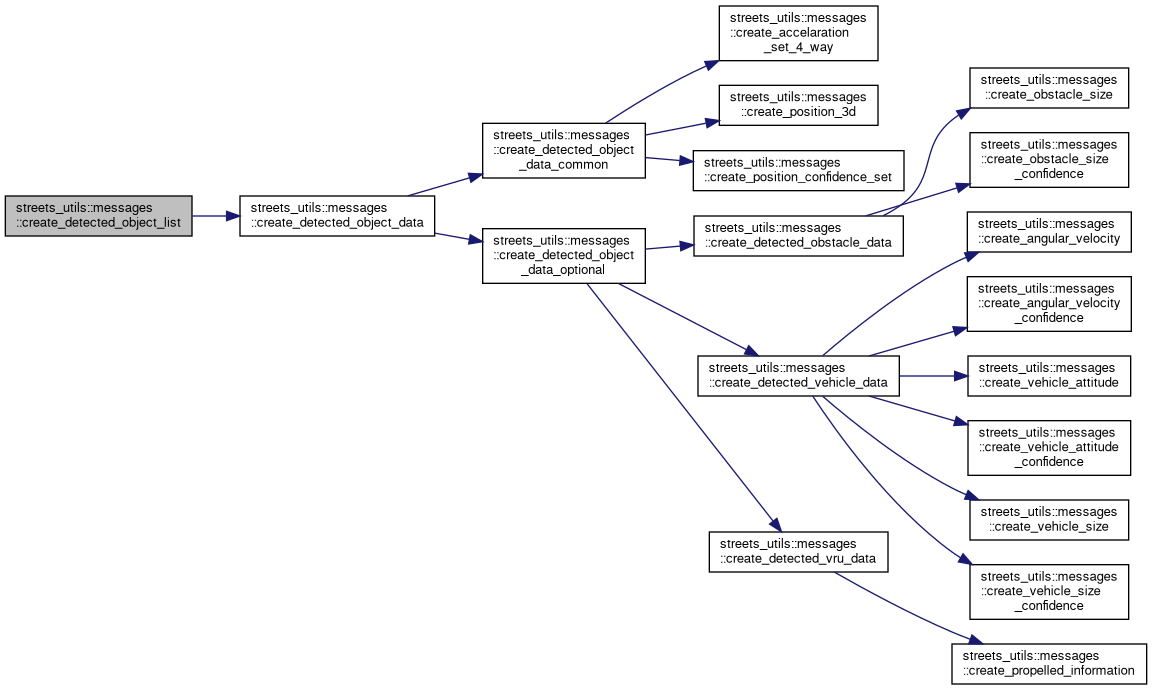 streets_utils::messages
::create_detected_object_list
streets_utils::messages
::create_detected_object_data
streets_utils::messages
::create_detected_object
_data_common
streets_utils::messages
::create_detected_object
_data_optional
streets_utils::messages
::create_accelaration
_set_4_way
streets_utils::messages
::create_position_3d
streets_utils::messages
::create_position_confidence_set
streets_utils::messages
::create_detected_obstacle_data
streets_utils::messages
::create_detected_vehicle_data
streets_utils::messages
::create_detected_vru_data
streets_utils::messages
::create_obstacle_size
streets_utils::messages
::create_obstacle_size
_confidence
streets_utils::messages
::create_angular_velocity
streets_utils::messages
::create_angular_velocity
_confidence
streets_utils::messages
::create_vehicle_attitude
streets_utils::messages
::create_vehicle_attitude
_confidence
streets_utils::messages
::create_vehicle_size
streets_utils::messages
::create_vehicle_size
_confidence
streets_utils::messages
::create_propelled_information